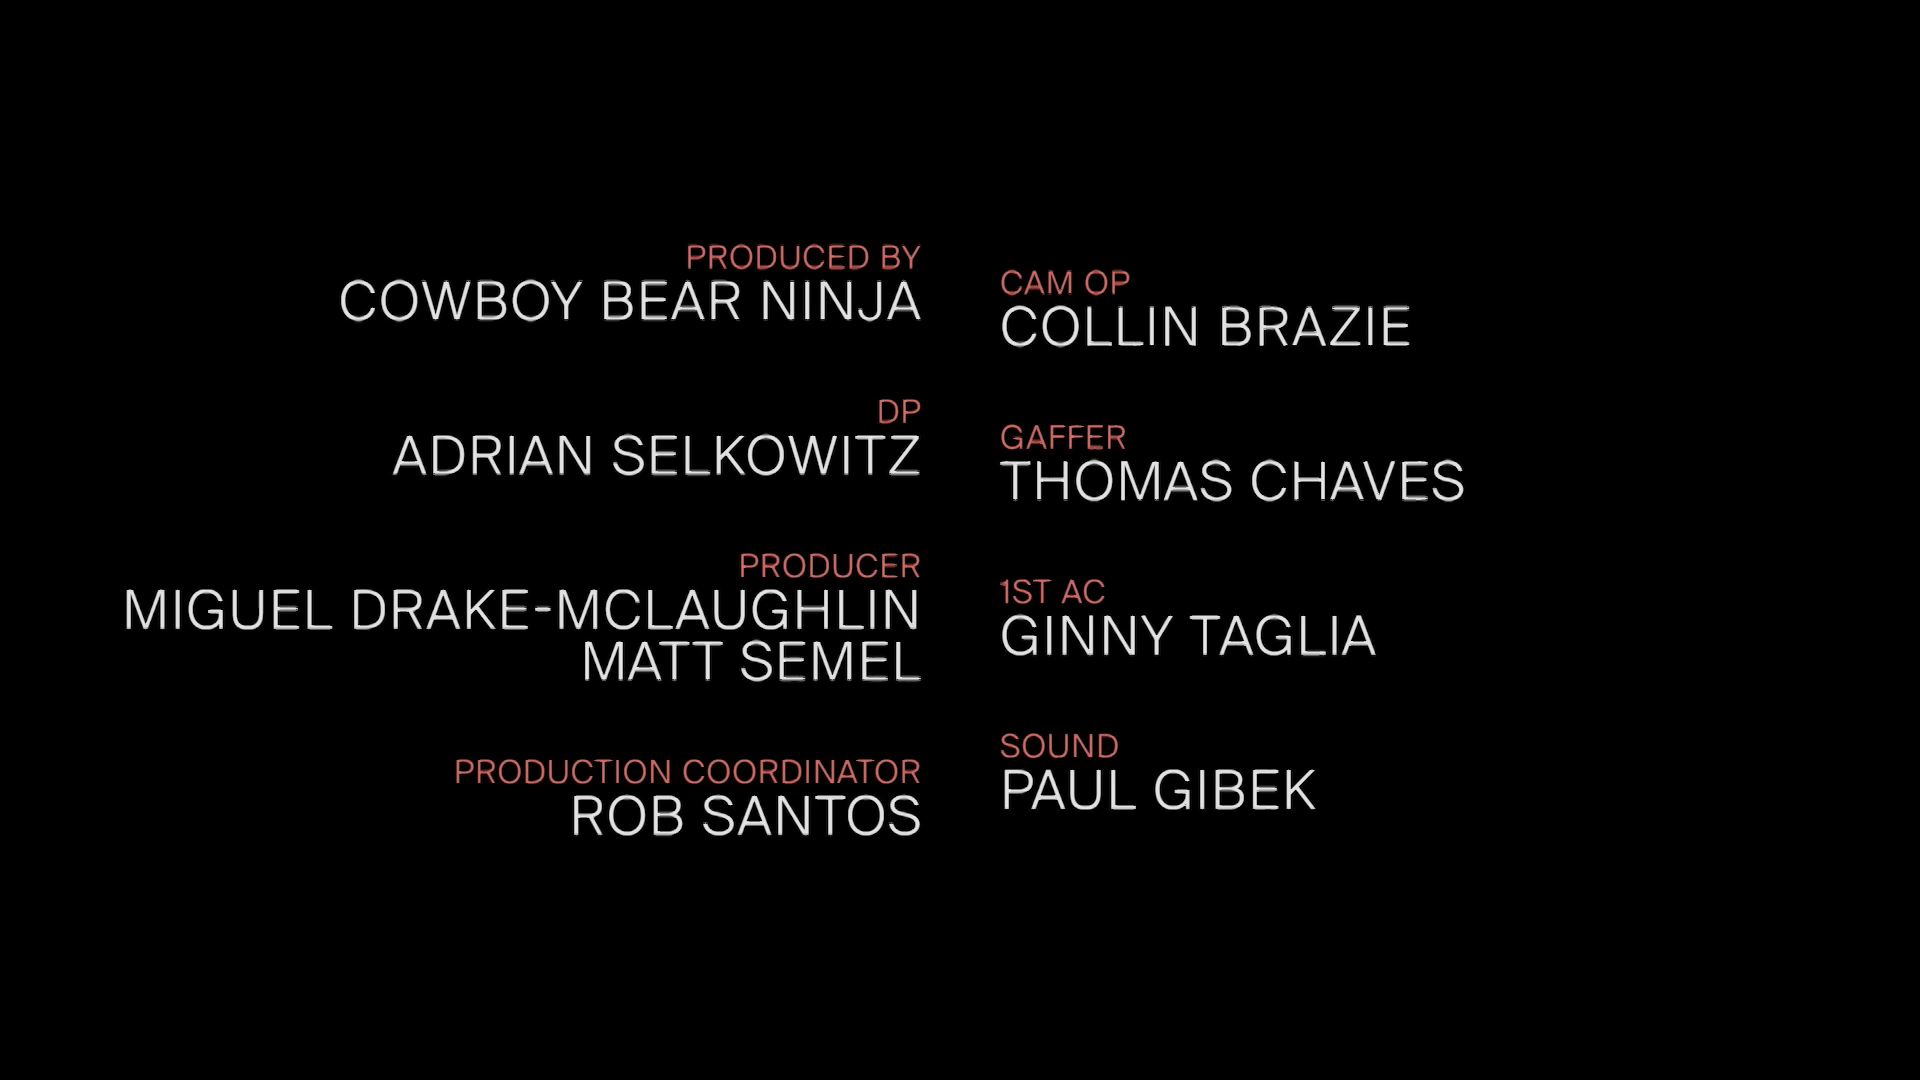 PRODUCED BY
COWBOY BEAR NINJA
DP
ADRIAN SELKOWITZ
PRODUCER
MIGUEL DRAKE-MCLAUGHLIN
MATT SEMEL
PRODUCTION COORDINATOR
ROB SANTOS
CAM OP
COLLIN BRAZIE
GAFFER
THOMAS CHAVES
1ST AC
GINNY TAGLIA
SOUND
PAUL GIBEK